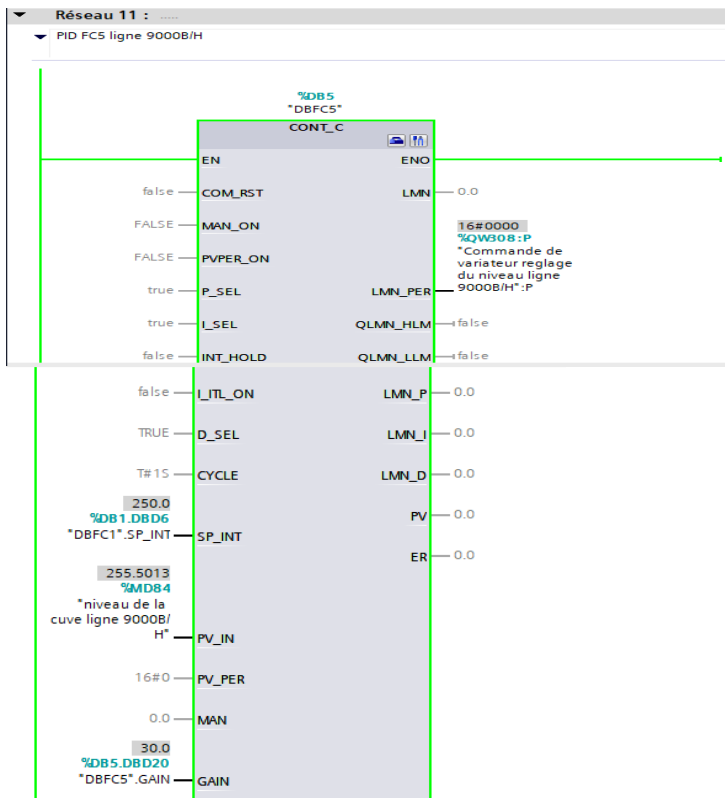 Réseau 11 : .....
PID FC5 ligne 9000B/H
%DB5
"DBFC5"
CONT_C
EN ENO
false COM_RST LMN 0.0
FALSE MAN_ON
16#0000
%QW308:P
"Commande de
variateur reglage
du niveau ligne
9000B/H":P
FALSE PVPER_ON
true P_SEL LMN_PER
true I_SEL QLMN_HLM false
false INT_HOLD QLMN_LLM false
false I_ITL_ON LMN_P 0.0
TRUE D_SEL LMN_I 0.0
T#1S CYCLE LMN_D 0.0
250.0
%DB1.DBD6
"DBFC1".SP_INT SP_INT
PV 0.0
ER 0.0
255.5013
%MD84
"niveau de la
cuve ligne 9000B/
H" PV_IN
16#0 PV_PER
0.0 MAN
30.0
%DB5.DBD20
"DBFC5".GAIN GAIN